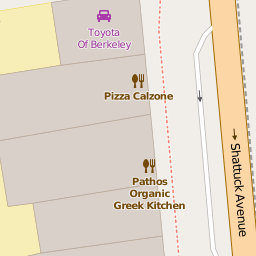 Toyota
Of Berkeley
Pizza Calzone
Shattuck Avenue
Pathos
Organic
Greek Kitchen